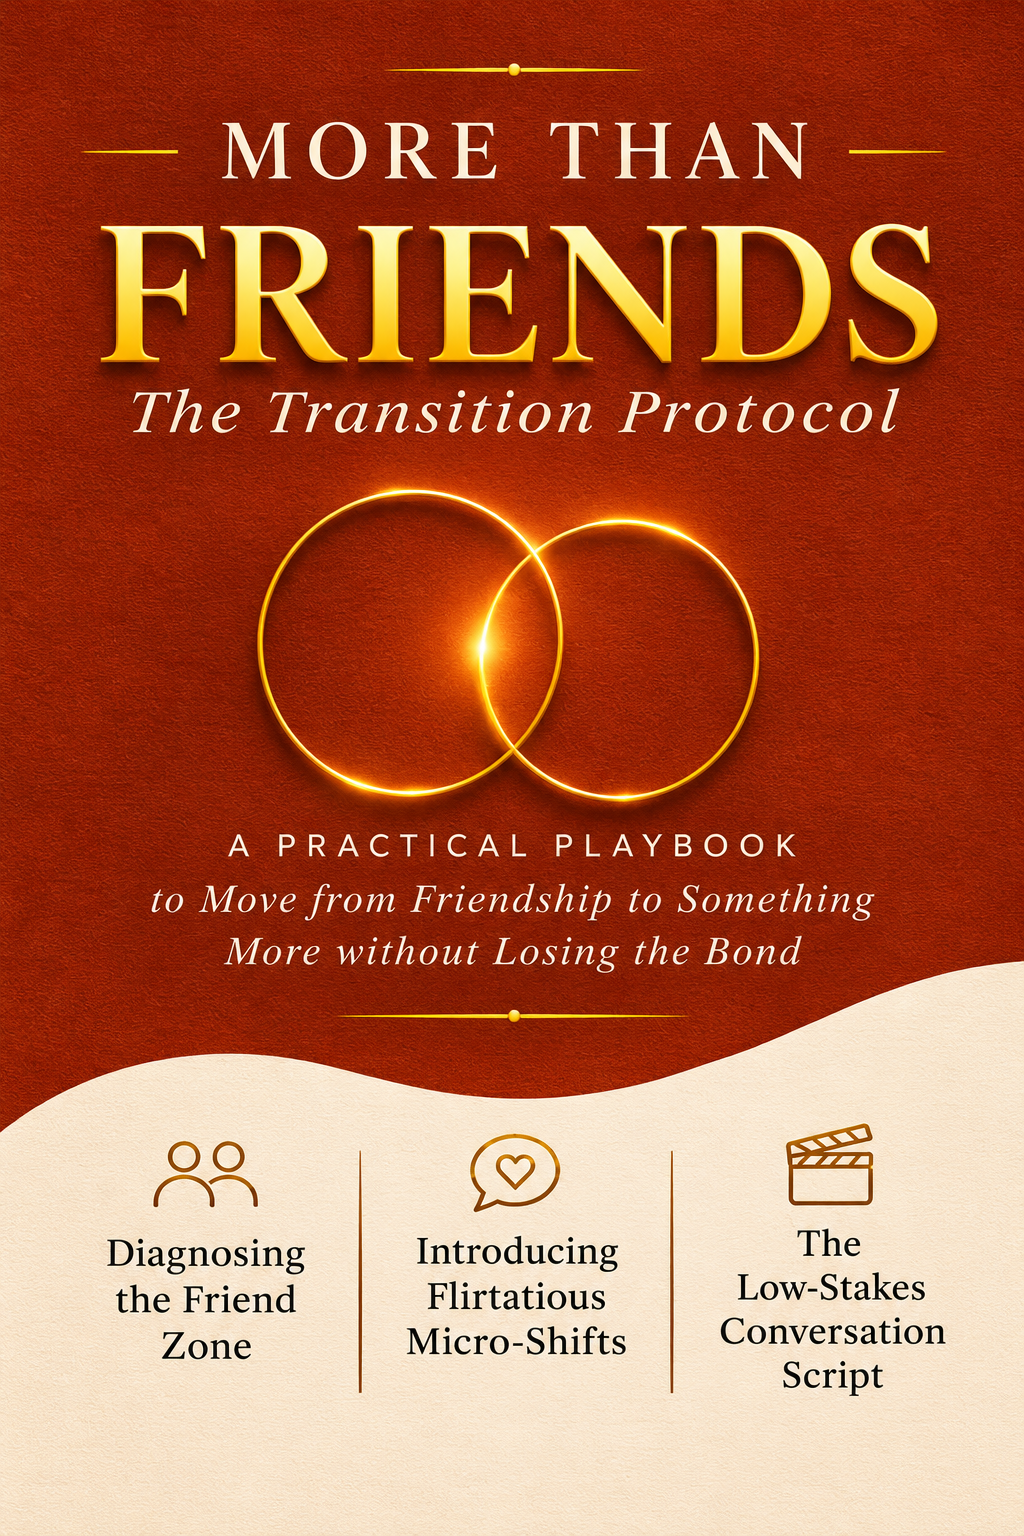 MORE THAN
FRIENDS
The Transition Protocol
A PRACTICAL PLAYBOOK
to Move from Friendship to Something
More without Losing the Bond
Diagnosing
the Friend
Zone
Introducing
Flirtatious
Micro-Shifts
The
Low-Stakes
Conversation
Script